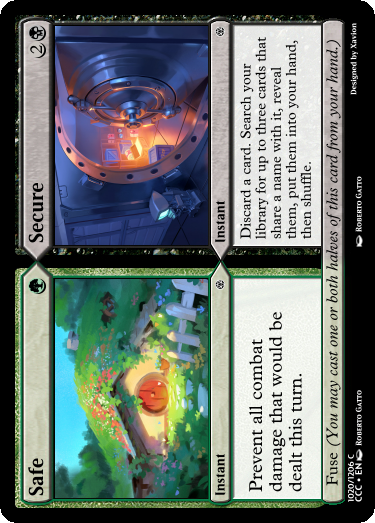 Safe
Instant
Prevent all combat
damage that would be
dealt this turn.
Secure
2
Instant
Discard a card. Search your
library for up to three cards that
share a name with it, reveal
them, put them into your hand,
then shuffle.
Fuse (You may cast one or both halves of this card from your hand.)
1020/1206 C
CCC • EN ROBERTO GATTO
ROBERTO GATTO
Designed by Xavion